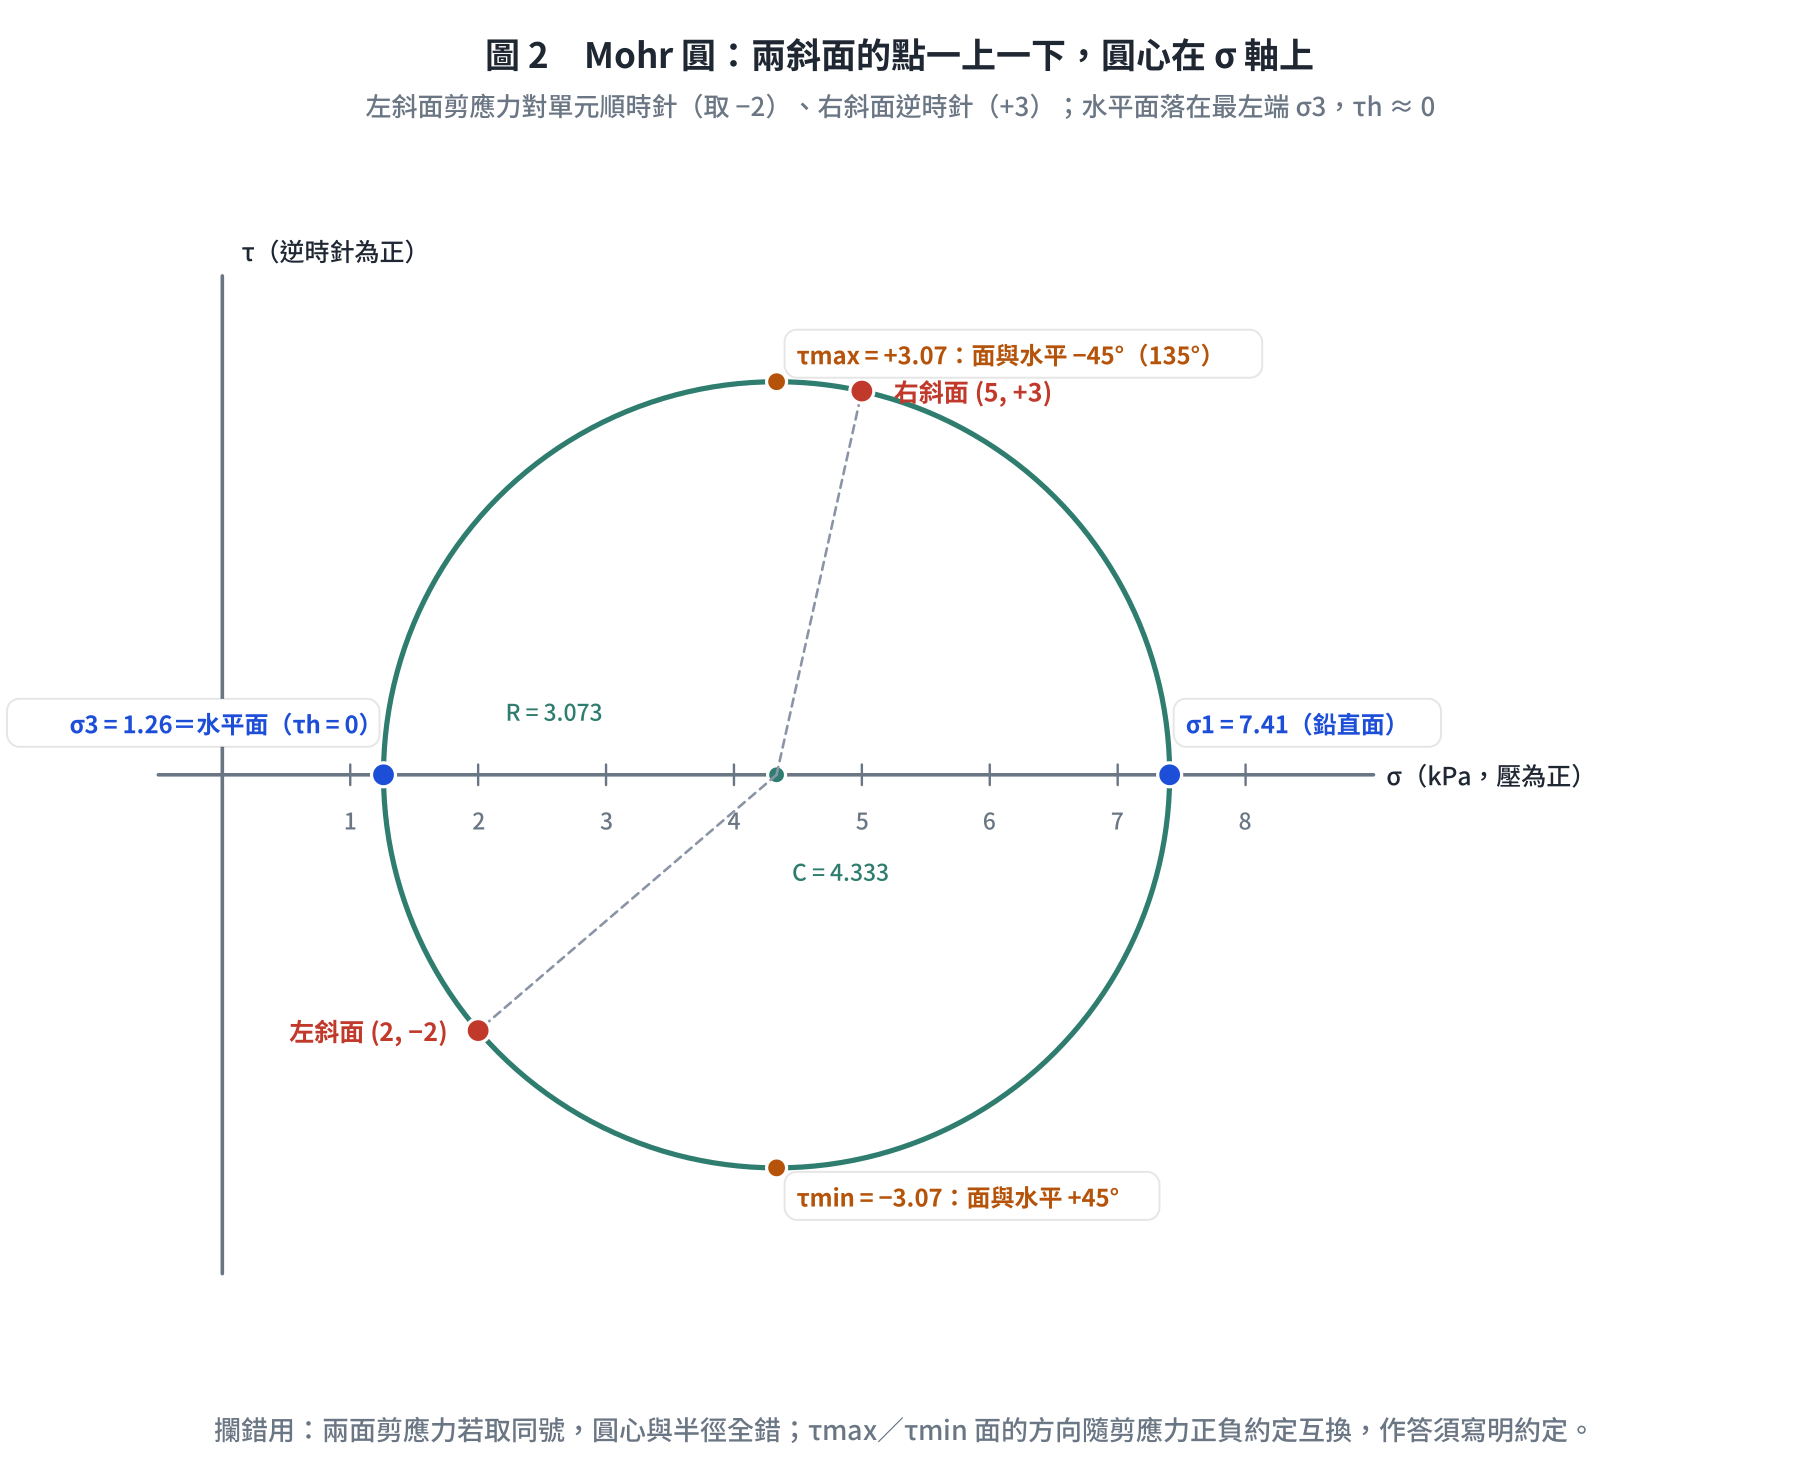 圖 2　Mohr 圓：兩斜面的點一上一下，圓心在 σ 軸上
左斜面剪應力對單元順時針（取 −2）、右斜面逆時針（+3）；水平面落在最左端 σ3，τh ≈ 0
τ（逆時針為正）
τmax = +3.07：面與水平 −45°（135°）
右斜面 (5, +3)
R = 3.073
σ3 = 1.26＝水平面（τh = 0）
σ1 = 7.41（鉛直面）
σ（kPa，壓為正）
1 2 3 4 5 6 7 8
C = 4.333
左斜面 (2, −2)
τmin = −3.07：面與水平 +45°
攔錯用：兩面剪應力若取同號，圓心與半徑全錯；τmax／τmin 面的方向隨剪應力正負約定互換，作答須寫明約定。